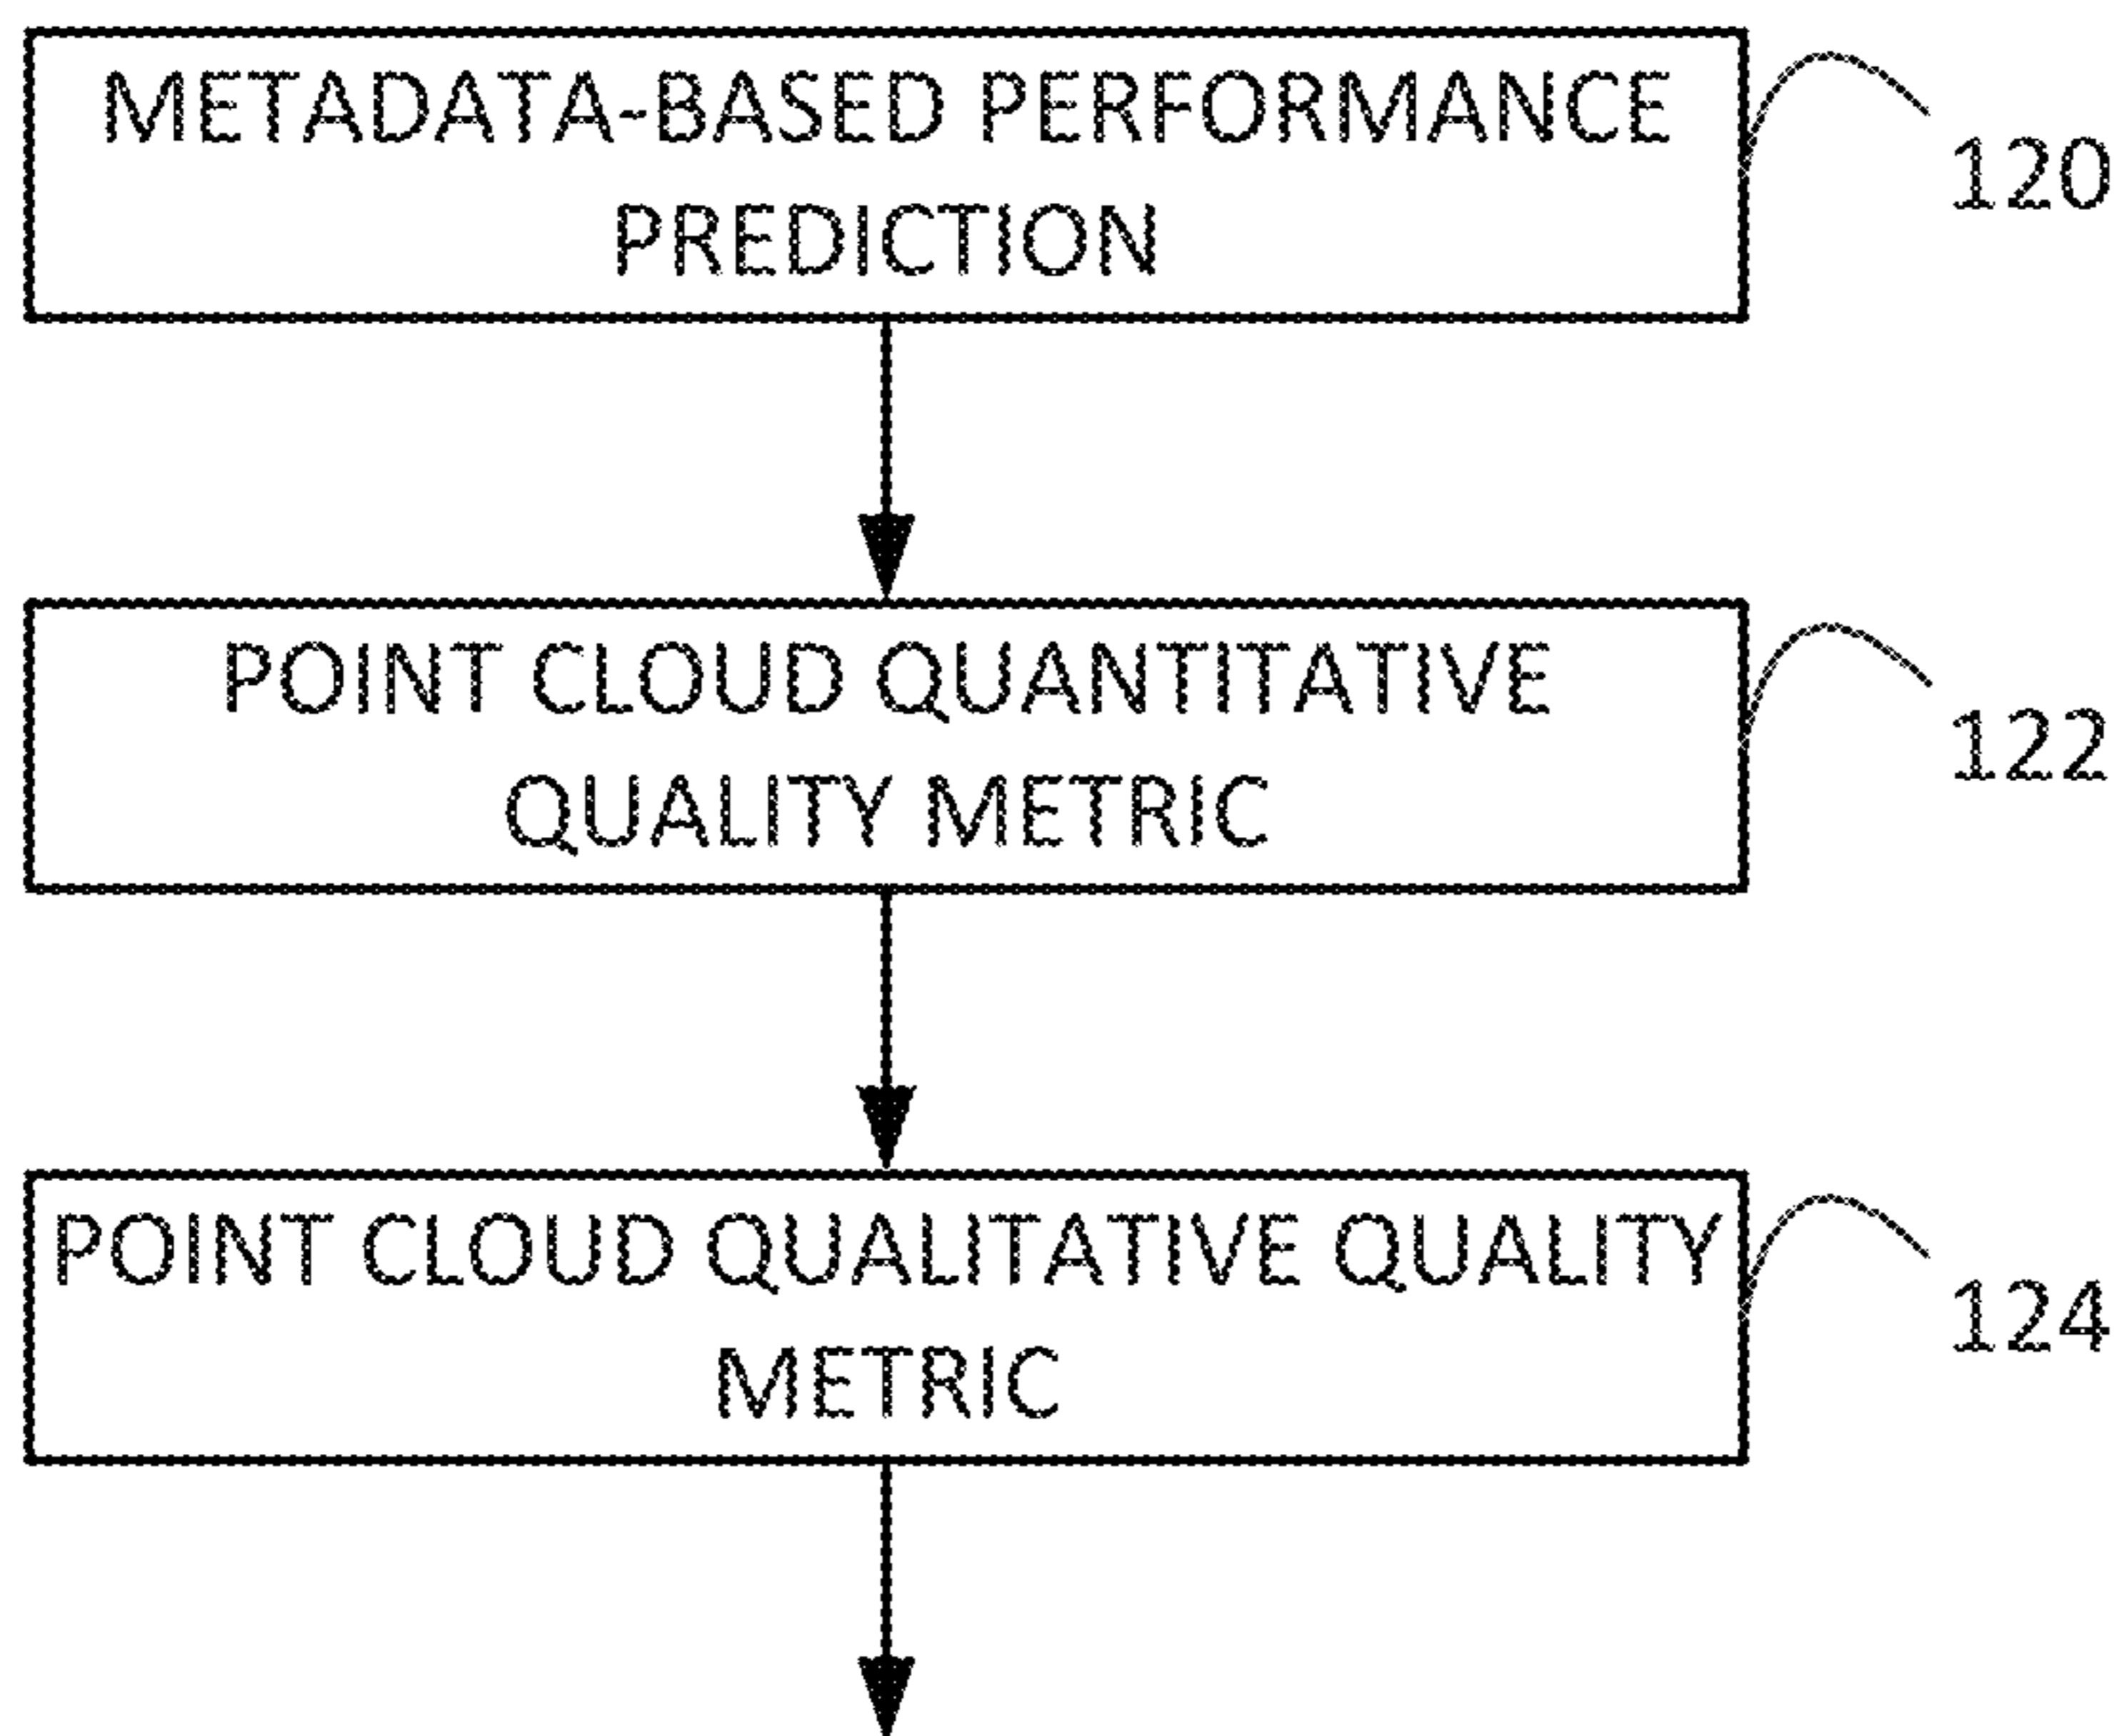 METADATA-BASED PERFORMANCE
PREDICTION
120
POINT CLOUD QUANTITATIVE
QUALITY METRIC
122
POINT CLOUD QUALITATIVE QUALITY
METRIC
124